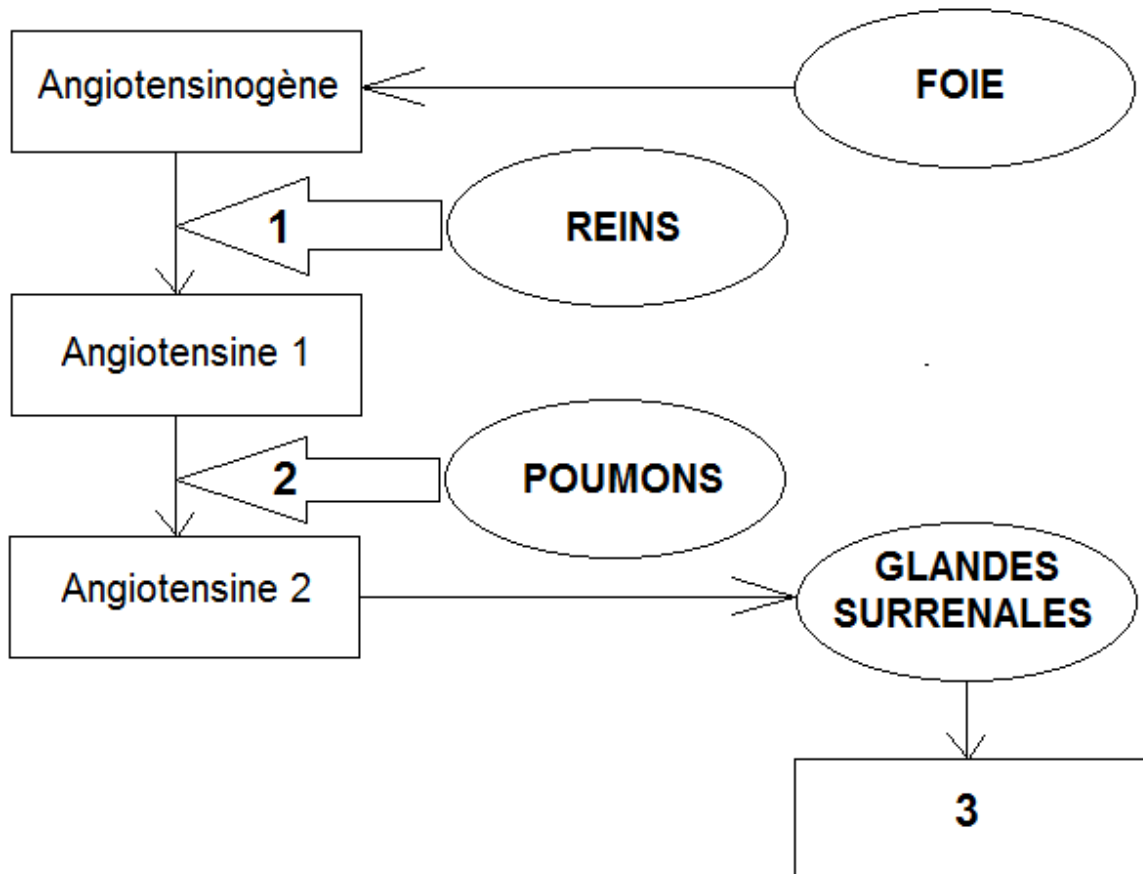 Angiotensinogène
FOIE
1
REINS
Angiotensine 1
2
POUMONS
Angiotensine 2
GLANDES
SURRENALES
3